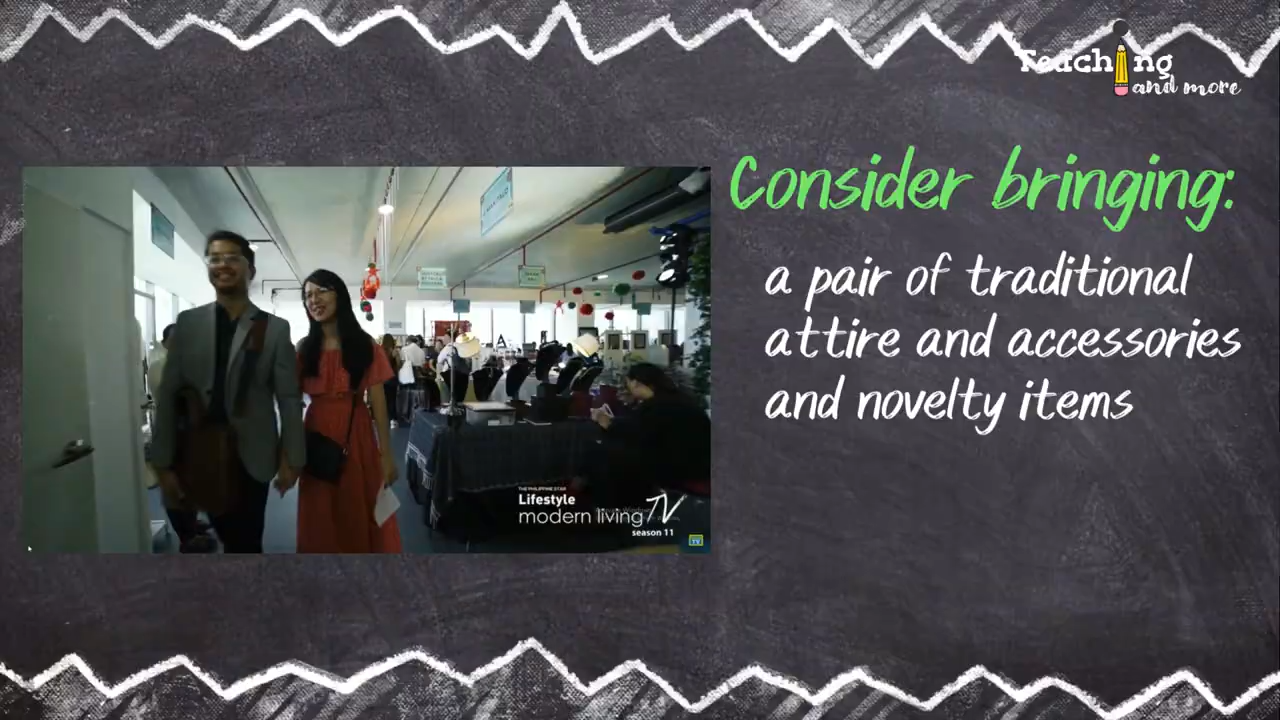 Teaching
and more
Consider bringing:
a pair of traditional
attire and accessories
and novelty items
THE PHILIPPINE STAR
Lifestyle
modern living TV
season 11